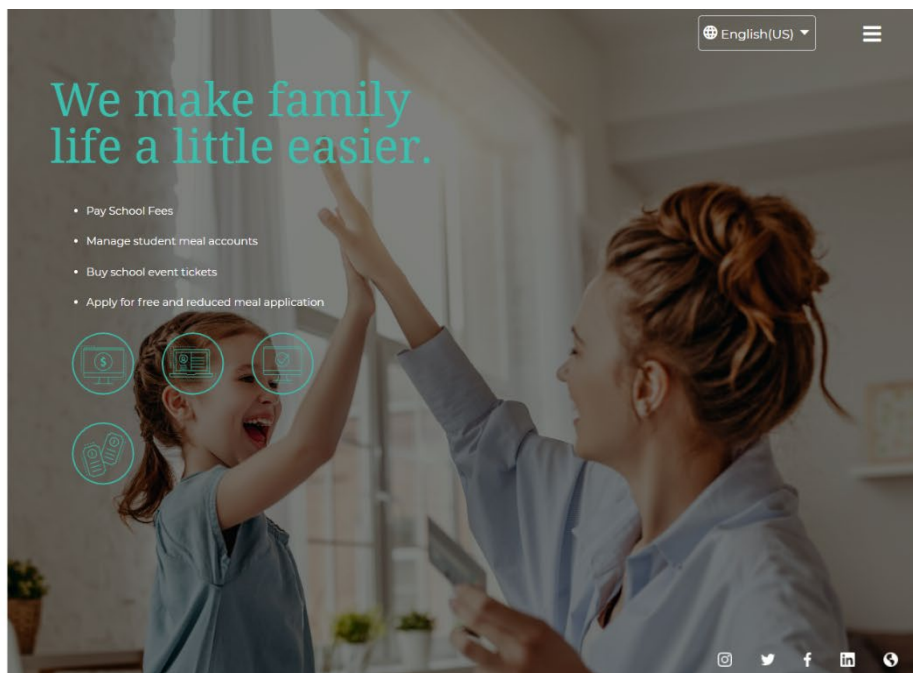 English(US)
We make family
life a little easier.
Pay School Fees
Manage student meal accounts
Buy school event tickets
Apply for free and reduced meal application